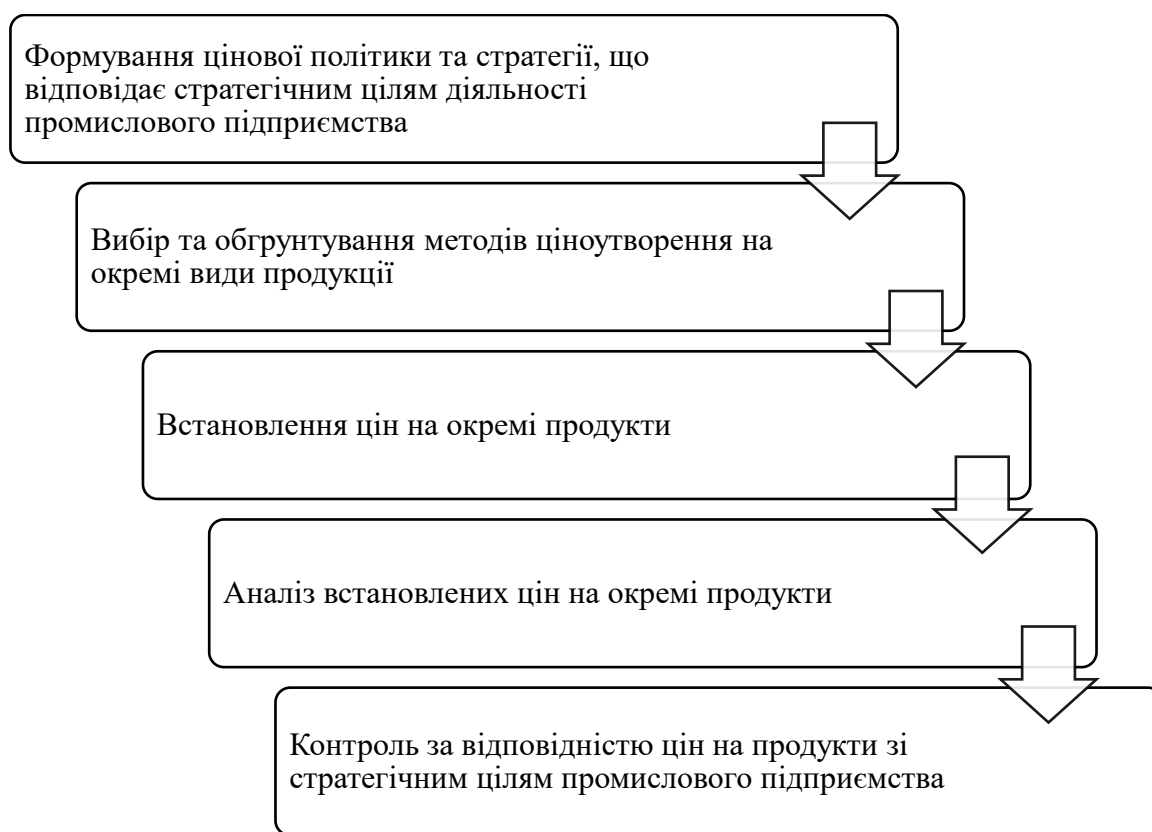 Формування цінової політики та стратегії, що
відповідає стратегічним цілям діяльності
промислового підприємства
Вибір та обгрунтування методів ціноутворення на
окремі види продукції
Встановлення цін на окремі продукти
Аналіз встановлених цін на окремі продукти
Контроль за відповідністю цін на продукти зі
стратегічним цілям промислового підприємства